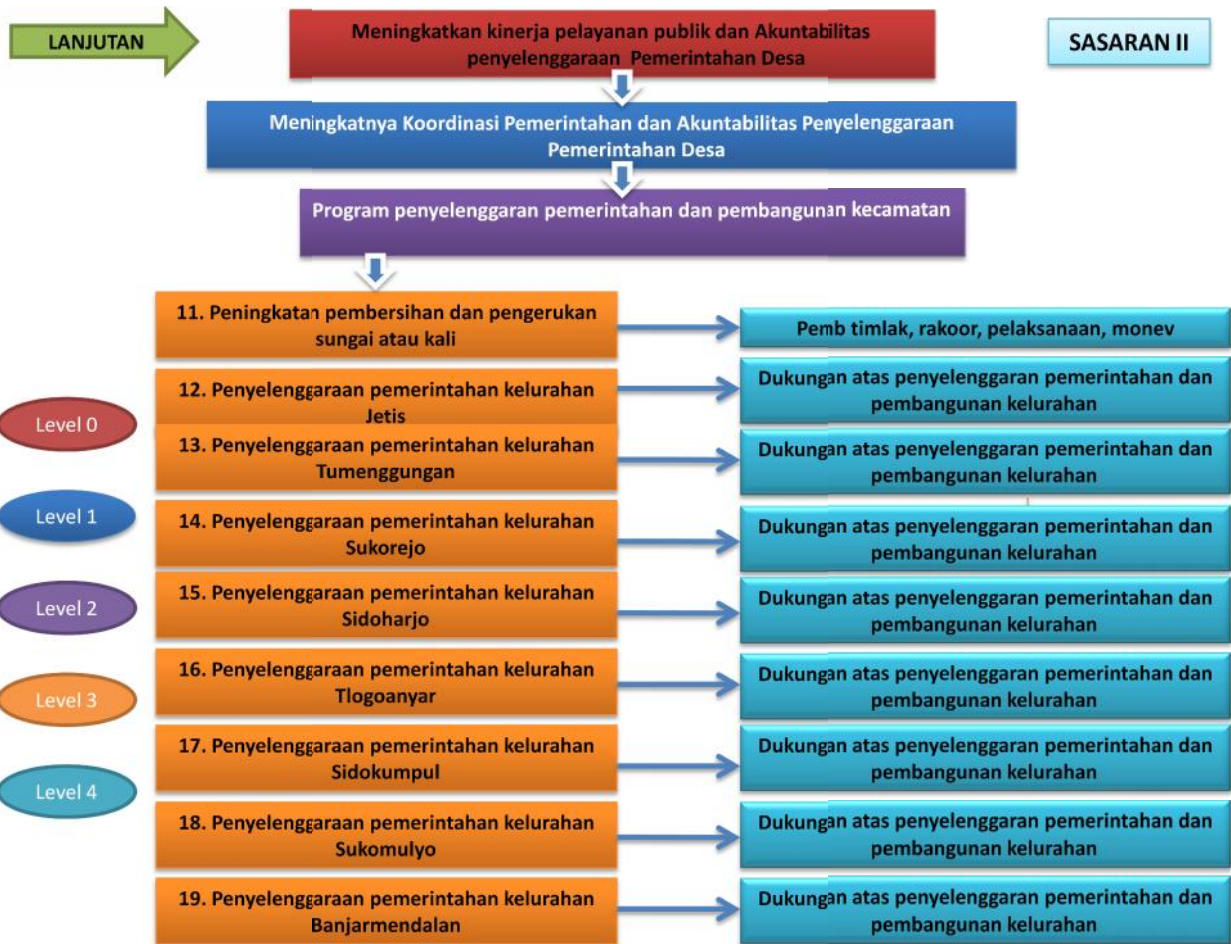 LANJUTAN
Meningkatkan kinerja pelayanan publik dan Akuntabilitas
penyelenggaraan Pemerintahan Desa
SASARAN II
Meningkatnya Koordinasi Pemerintahan dan Akuntabilitas Penyelenggaraan
Pemerintahan Desa
Program penyelenggaran pemerintahan dan pembangunan kecamatan
11. Peningkatan pembersihan dan pengerukan
sungai atau kali
Pemb timlak, rakoor, pelaksanaan, monev
12. Penyelenggaraan pemerintahan kelurahan
Jetis
Dukungan atas penyelenggaran pemerintahan dan
pembangunan kelurahan
13. Penyelenggaraan pemerintahan kelurahan
Tumenggungan
Dukungan atas penyelenggaran pemerintahan dan
pembangunan kelurahan
14. Penyelenggaraan pemerintahan kelurahan
Sukorejo
Dukungan atas penyelenggaran pemerintahan dan
pembangunan kelurahan
15. Penyelenggaraan pemerintahan kelurahan
Sidoharjo
Dukungan atas penyelenggaran pemerintahan dan
pembangunan kelurahan
16. Penyelenggaraan pemerintahan kelurahan
Tlogoanyar
Dukungan atas penyelenggaran pemerintahan dan
pembangunan kelurahan
17. Penyelenggaraan pemerintahan kelurahan
Sidokumpul
Dukungan atas penyelenggaran pemerintahan dan
pembangunan kelurahan
18. Penyelenggaraan pemerintahan kelurahan
Sukomulyo
Dukungan atas penyelenggaran pemerintahan dan
pembangunan kelurahan
19. Penyelenggaraan pemerintahan kelurahan
Banjarmendalan
Dukungan atas penyelenggaran pemerintahan dan
pembangunan kelurahan
Level 0
Level 1
Level 2
Level 3
Level 4